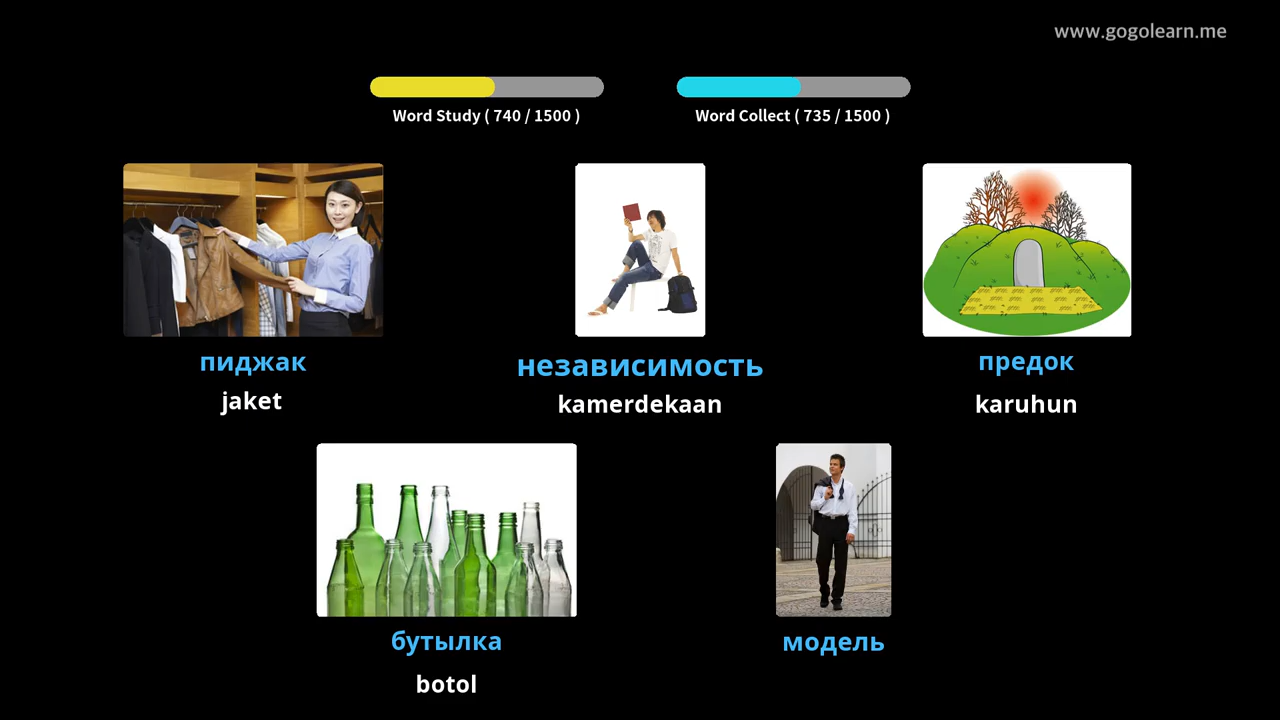 www.gogolearn.me
Word Study ( 740 / 1500 )
Word Collect ( 735 / 1500 )
пиджак
jaket
независимость
kamerdekaan
предок
karuhun
бутылка
botol
модель